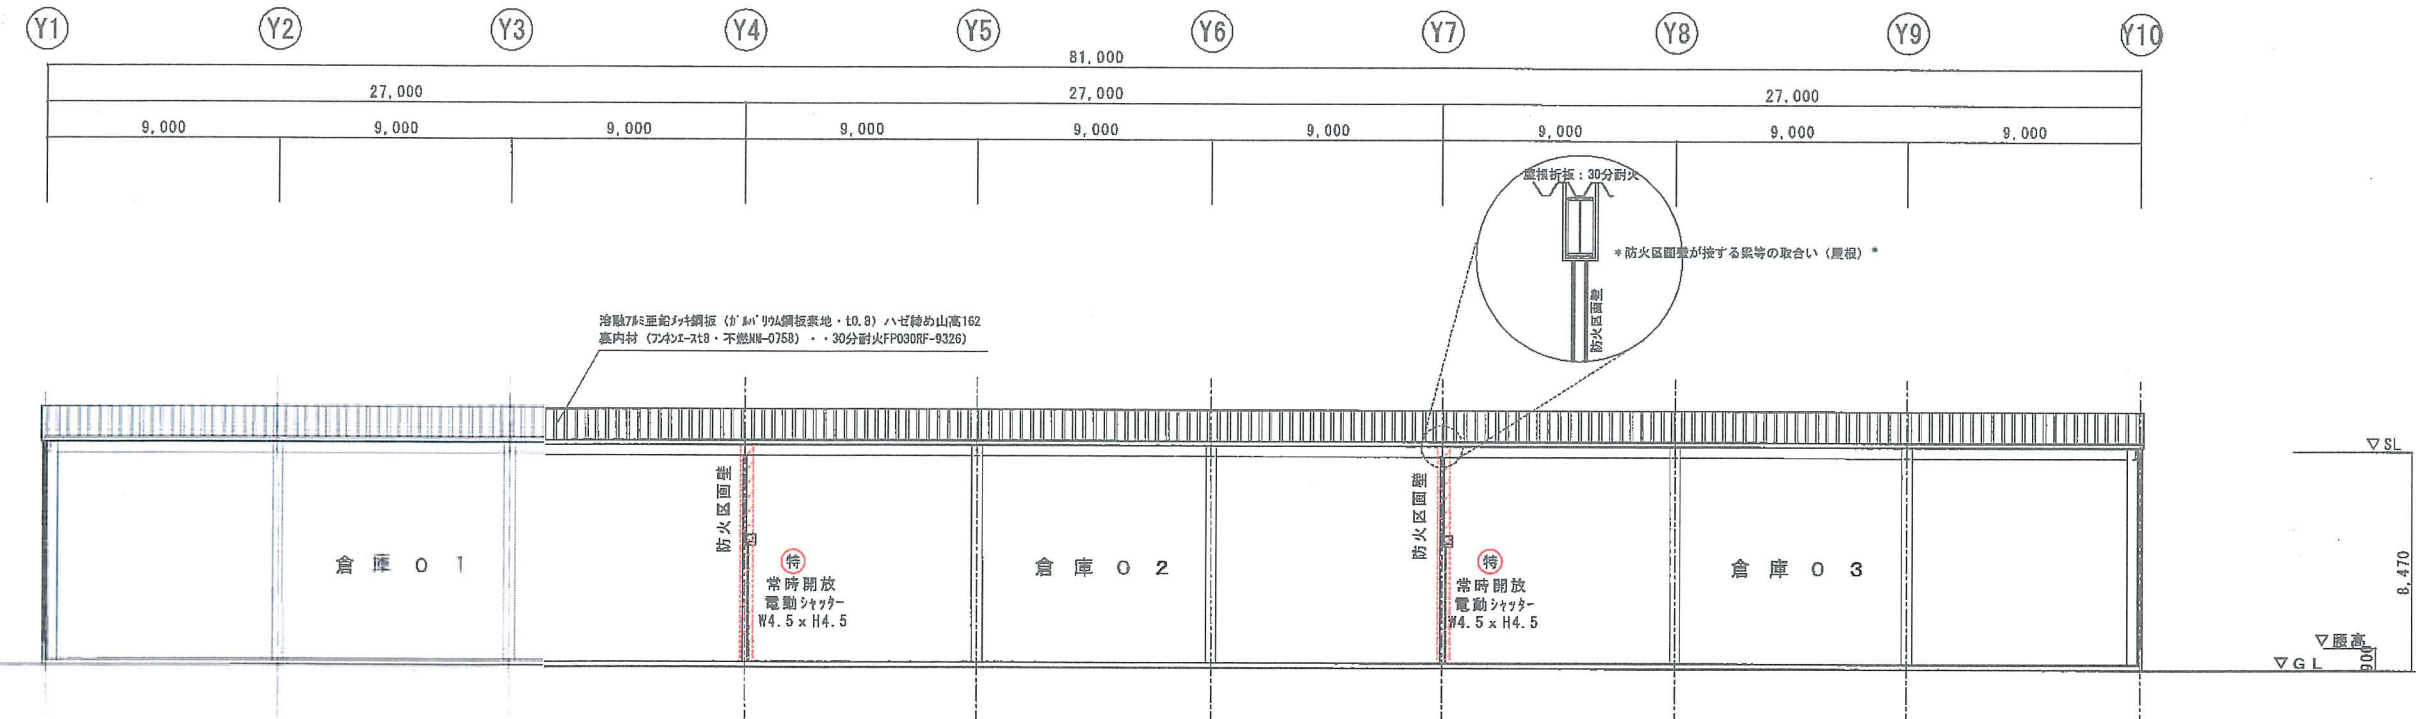 Y1 Y2 Y3 Y4 Y5 Y6 Y7 Y8 Y9 Y10
81,000
27,000 27,000 27,000
9,000 9,000 9,000 9,000 9,000 9,000 9,000 9,000 9,000
屋根折板：30分耐火
＊防火区画壁が接する梁等の取合い（屋根）＊
防火区画壁
溶融アルミ亜鉛メッキ鋼板（ガルバリウム鋼板素地・t0.8）ハゼ締め山高162
裏内材（フネンエースt8・不燃NM-0758）・・30分耐火FP030RF-9326)
▽SL
防火区画壁
防火区画壁
倉庫01
特
常時開放
電動シャッター
W4.5xH4.5
倉庫02
特
常時開放
電動シャッター
W4.5xH4.5
倉庫03
8,470
▽腰高
900
▽GL